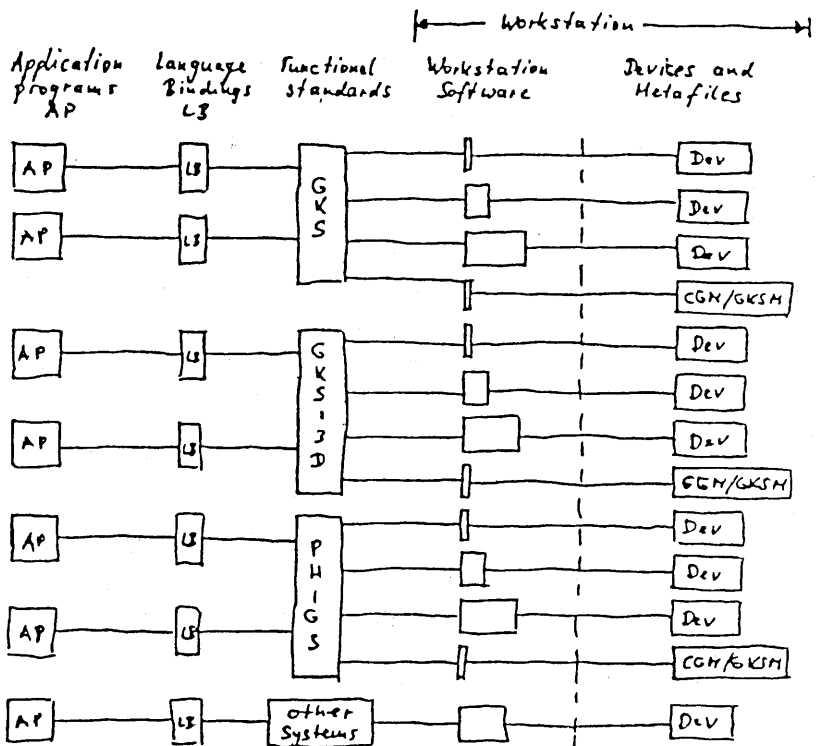 Workstation
Application programs AP
Language Bindings LB
Functional standards
Workstation Software
Devices and Metafiles
AP
LB
GKS
Dev
Dev
AP
LB
Dev
CGM/GKSM
AP
LB
GKS-3D
Dev
Dev
AP
LB
Dev
CGM/GKSM
AP
LB
PHIGS
Dev
Dev
AP
LB
Dev
CGM/GKSM
AP
LB
other Systems
Dev